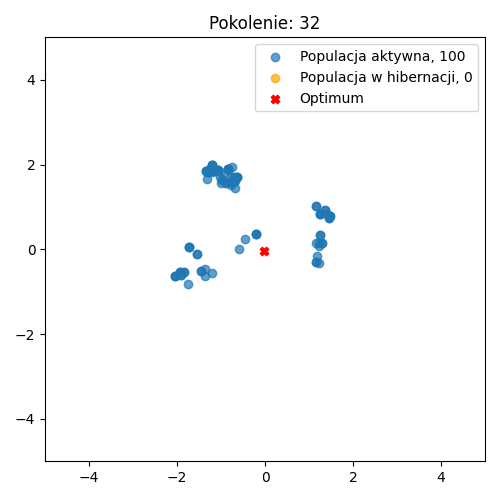 Pokolenie: 32
Populacja aktywna, 100
Populacja w hibernacji, 0
Optimum
4
2
0
−2
−4
−4 −2 0 2 4